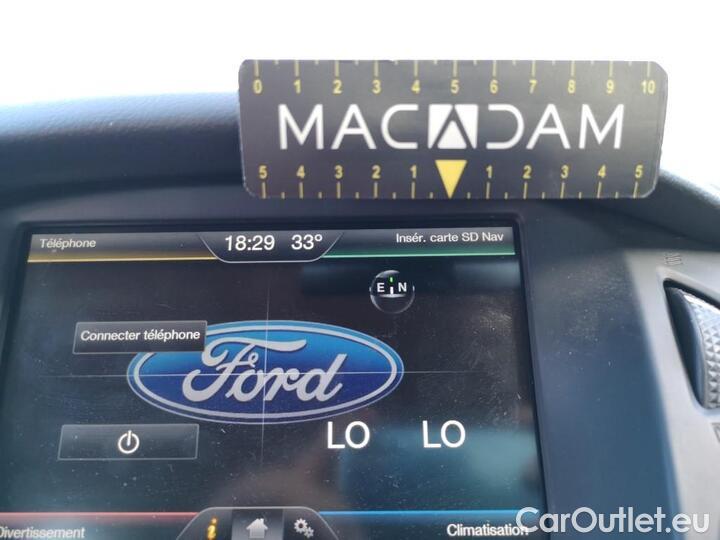 0 1 2 3 4 5 6 7 8 9 10
MACADAM
5 4 3 2 1 1 2 3 4 5
Téléphone 18:29 33° Insér. carte SD Nav
E N
Connecter téléphone
Ford
LO LO
Divertissement i Climatisation
CarOutlet.eu